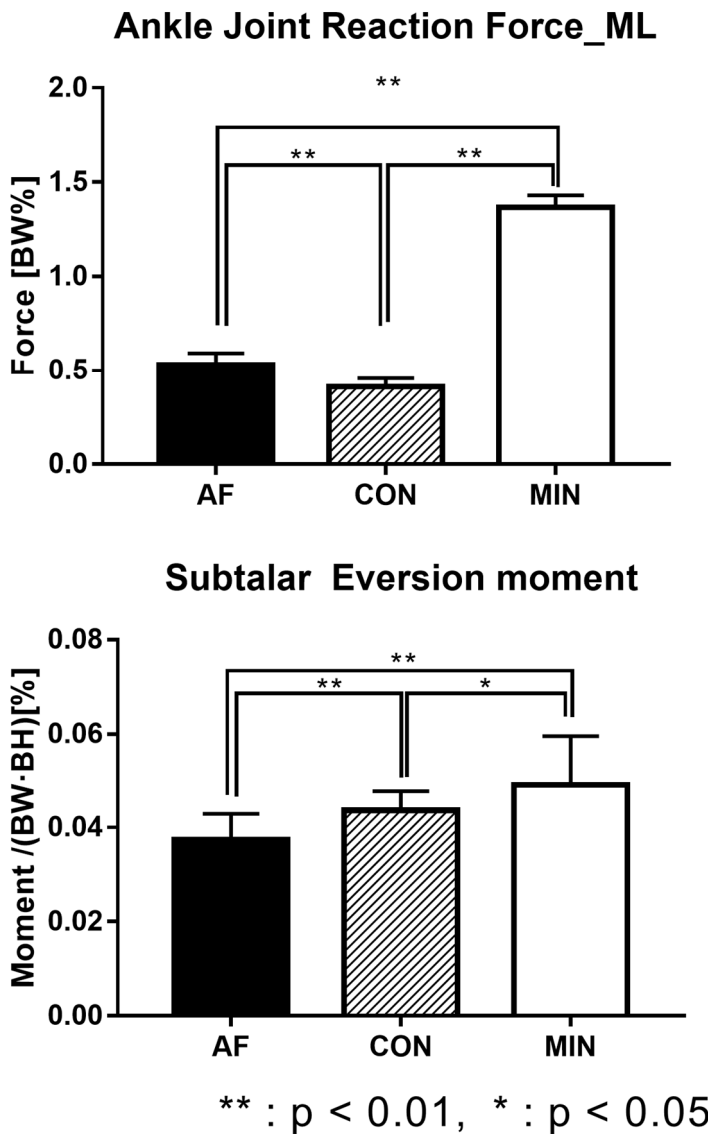 Ankle Joint Reaction Force_ML
Force [BW%]
2.0
1.5
1.0
0.5
0.0
**
**
**
AF CON MIN
Subtalar Eversion moment
Moment /(BW·BH)[%]
0.08
0.06
0.04
0.02
0.00
**
**
*
AF CON MIN
** : p < 0.01, * : p < 0.05